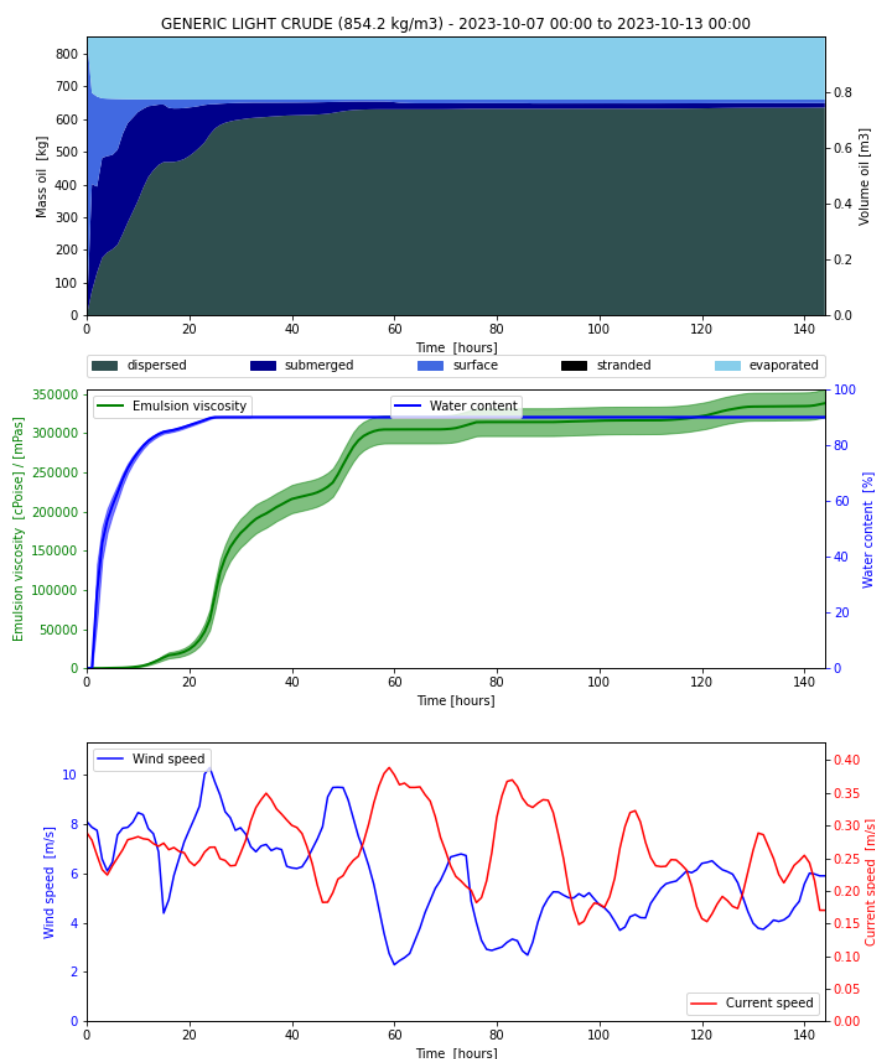 GENERIC LIGHT CRUDE (854.2 kg/m3) - 2023-10-07 00:00 to 2023-10-13 00:00
Mass oil [kg]
800
700
600
500
400
300
200
100
0
Volume oil [m3]
0.8
0.6
0.4
0.2
0.0
0 20 40 60 80 100 120 140
Time [hours]
dispersed submerged surface stranded evaporated
Emulsion viscosity [cPoise] / [mPas]
350000
300000
250000
200000
150000
100000
50000
0
Emulsion viscosity
Water content
Water content [%]
100
80
60
40
20
0
0 20 40 60 80 100 120 140
Time [hours]
Wind speed [m/s]
10
8
6
4
2
0
Wind speed
Current speed
Current speed [m/s]
0.40
0.35
0.30
0.25
0.20
0.15
0.10
0.05
0.00
0 20 40 60 80 100 120 140
Time [hours]